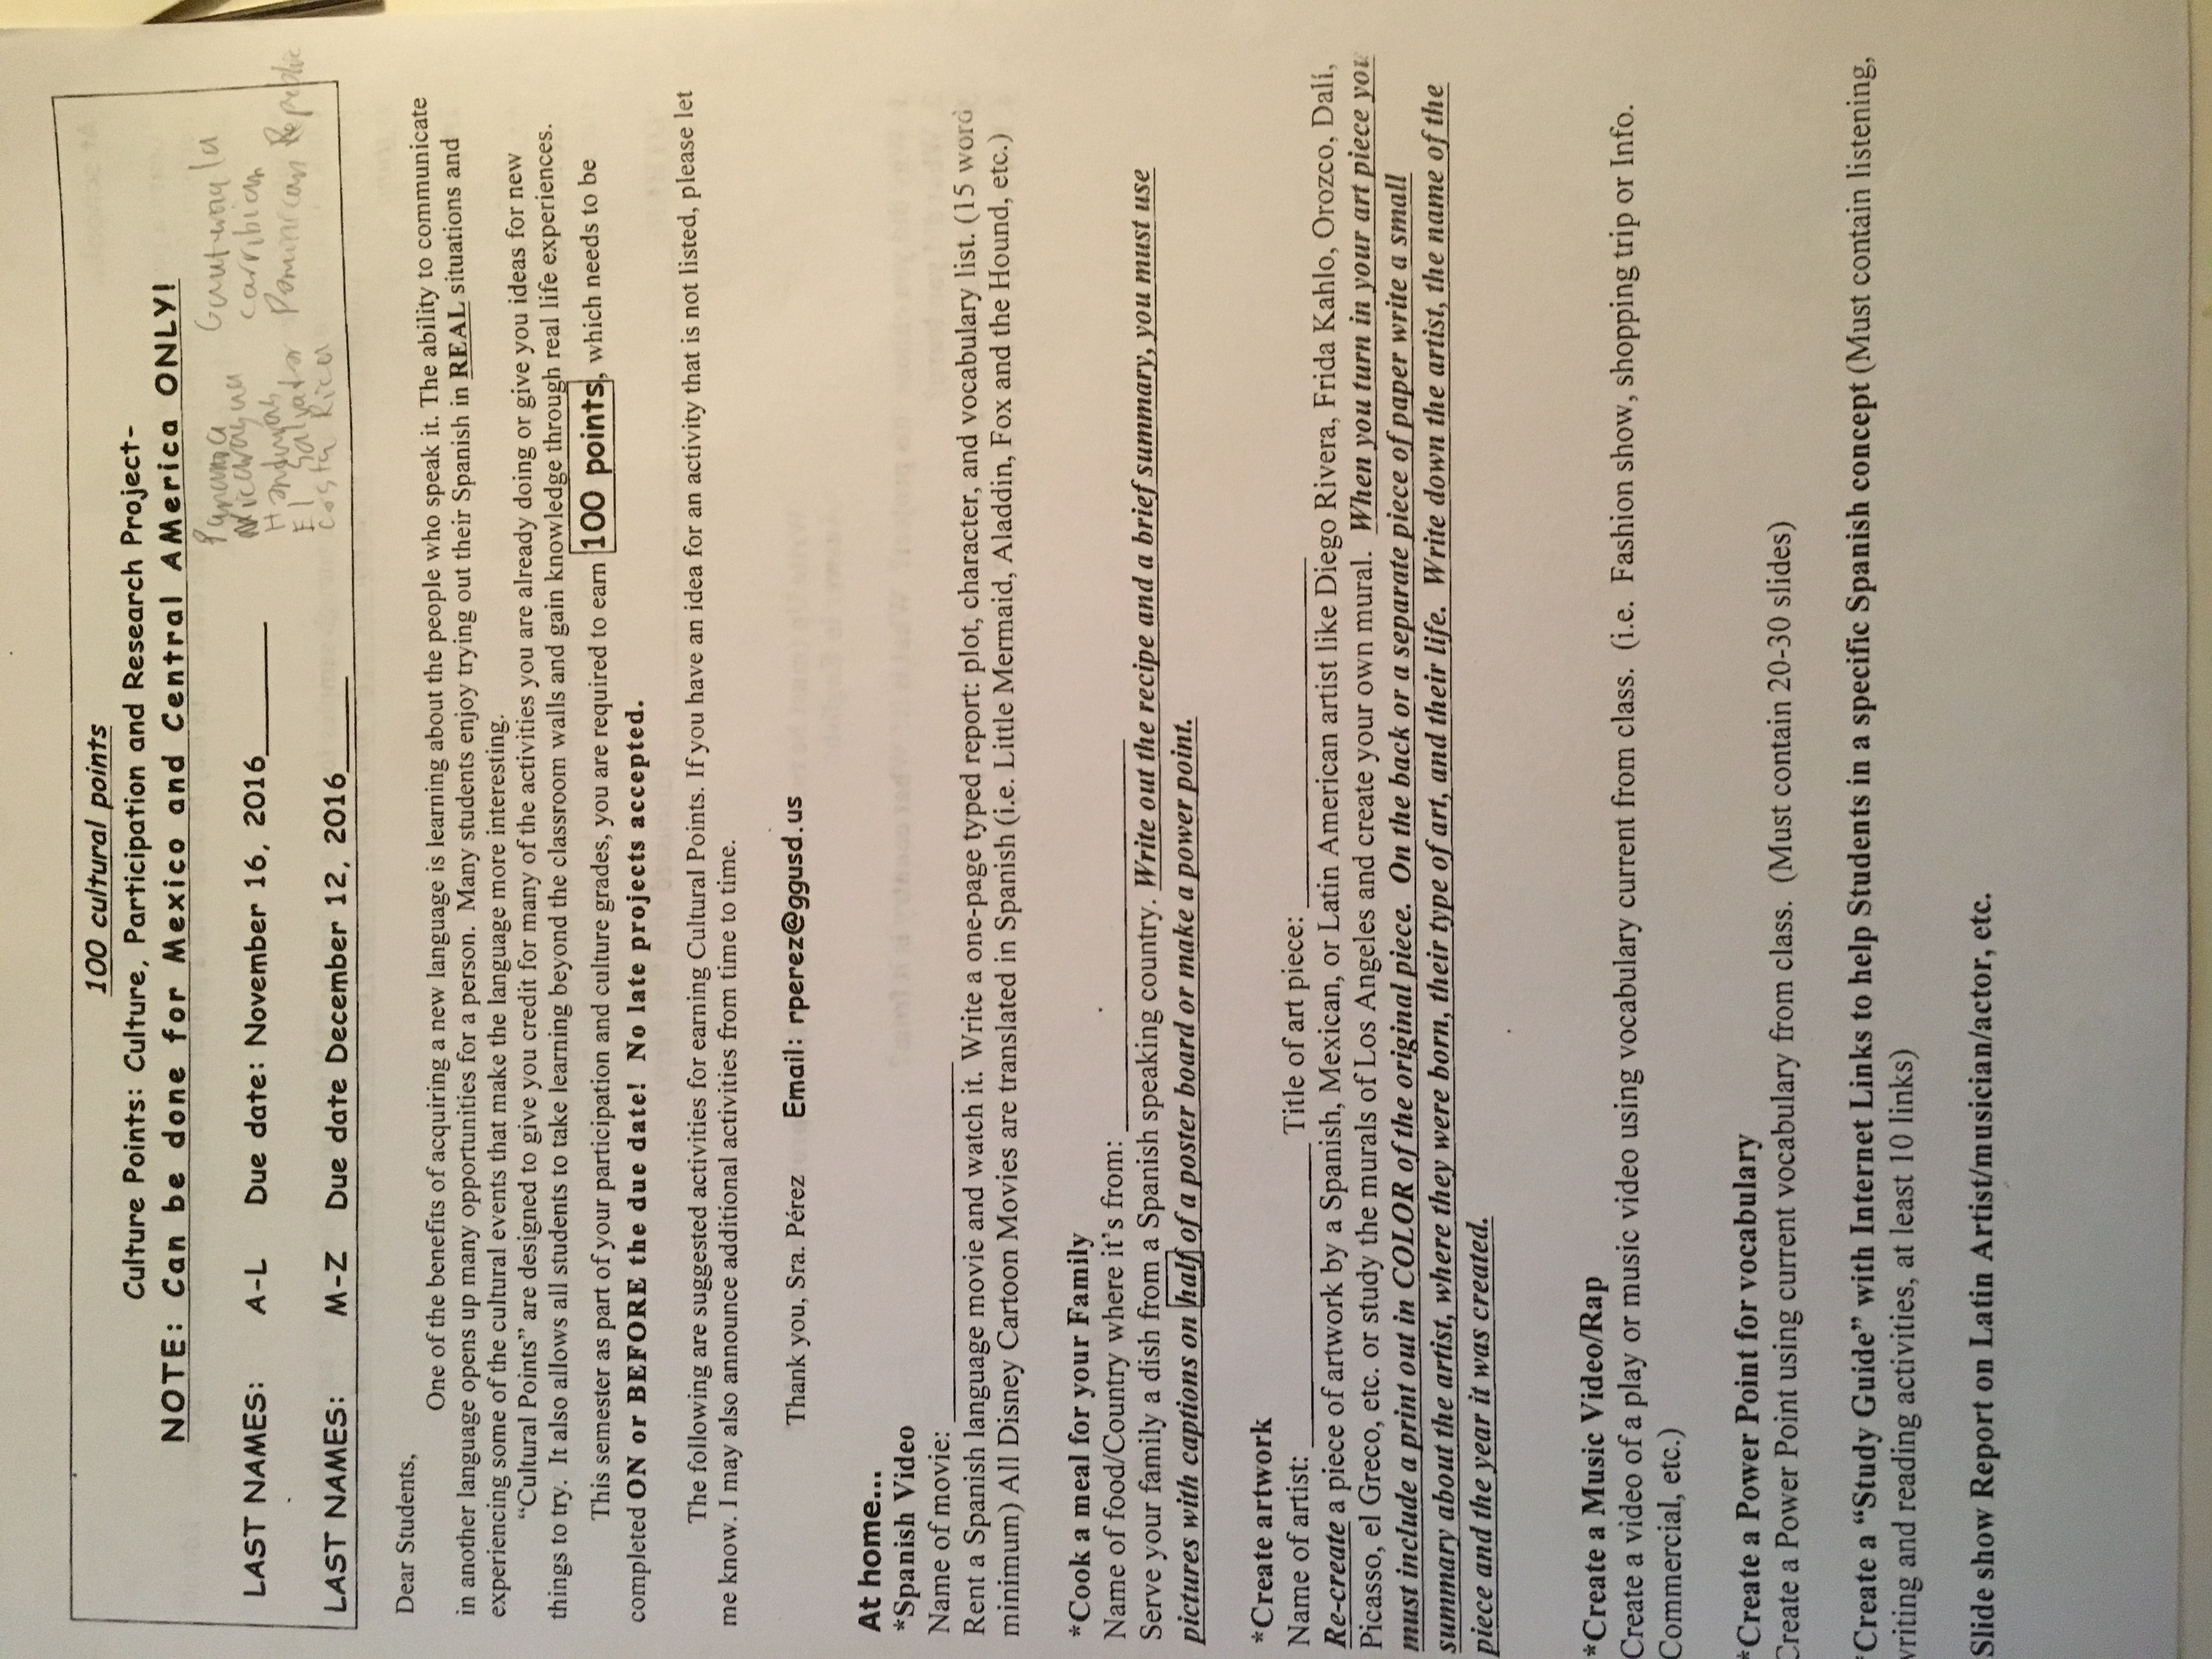 100 cultural points
Culture Points: Culture, Participation and Research Project-
NOTE: Can be done for Mexico and Central AMerica ONLY!
Panama
Nicaragua
Honduras
El Salvador
Costa Rica
Gautemala
Carribian
Dominican Republic
LAST NAMES: A-L Due date: November 16, 2016______
LAST NAMES: M-Z Due date December 12, 2016_____
Dear Students,
One of the benefits of acquiring a new language is learning about the people who speak it. The ability to communicate
in another language opens up many opportunities for a person. Many students enjoy trying out their Spanish in REAL situations and
experiencing some of the cultural events that make the language more interesting.
“Cultural Points” are designed to give you credit for many of the activities you are already doing or give you ideas for new
things to try. It also allows all students to take learning beyond the classroom walls and gain knowledge through real life experiences.
This semester as part of your participation and culture grades, you are required to earn 100 points, which needs to be
completed ON or BEFORE the due date! No late projects accepted.
The following are suggested activities for earning Cultural Points. If you have an idea for an activity that is not listed, please let
me know. I may also announce additional activities from time to time.
Thank you, Sra. Pérez Email: rperez@ggusd.us
At home...
*Spanish Video
Name of movie: ____________________
Rent a Spanish language movie and watch it. Write a one-page typed report: plot, character, and vocabulary list. (15 word
minimum) All Disney Cartoon Movies are translated in Spanish (i.e. Little Mermaid, Aladdin, Fox and the Hound, etc.)
*Cook a meal for your Family
Name of food/Country where it’s from: ____________________
Serve your family a dish from a Spanish speaking country. Write out the recipe and a brief summary, you must use
pictures with captions on half of a poster board or make a power point.
*Create artwork
Name of artist: _________________ Title of art piece: ____________________
Re-create a piece of artwork by a Spanish, Mexican, or Latin American artist like Diego Rivera, Frida Kahlo, Orozco, Dalí,
Picasso, el Greco, etc. or study the murals of Los Angeles and create your own mural. When you turn in your art piece you
must include a print out in COLOR of the original piece. On the back or a separate piece of paper write a small
summary about the artist, where they were born, their type of art, and their life. Write down the artist, the name of the
piece and the year it was created.
*Create a Music Video/Rap
Create a video of a play or music video using vocabulary current from class. (i.e. Fashion show, shopping trip or Info.
Commercial, etc.)
*Create a Power Point for vocabulary
Create a Power Point using current vocabulary from class. (Must contain 20-30 slides)
*Create a “Study Guide” with Internet Links to help Students in a specific Spanish concept (Must contain listening,
writing and reading activities, at least 10 links)
Slide show Report on Latin Artist/musician/actor, etc.